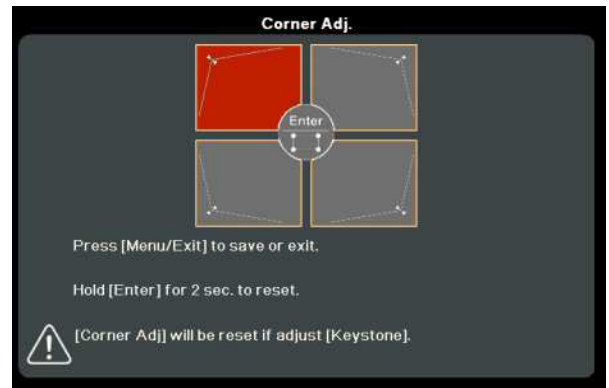 Corner Adj.
Enter
Press [Menu/Exit] to save or exit.
Hold [Enter] for 2 sec. to reset.
[Corner Adj] will be reset if adjust [Keystone].